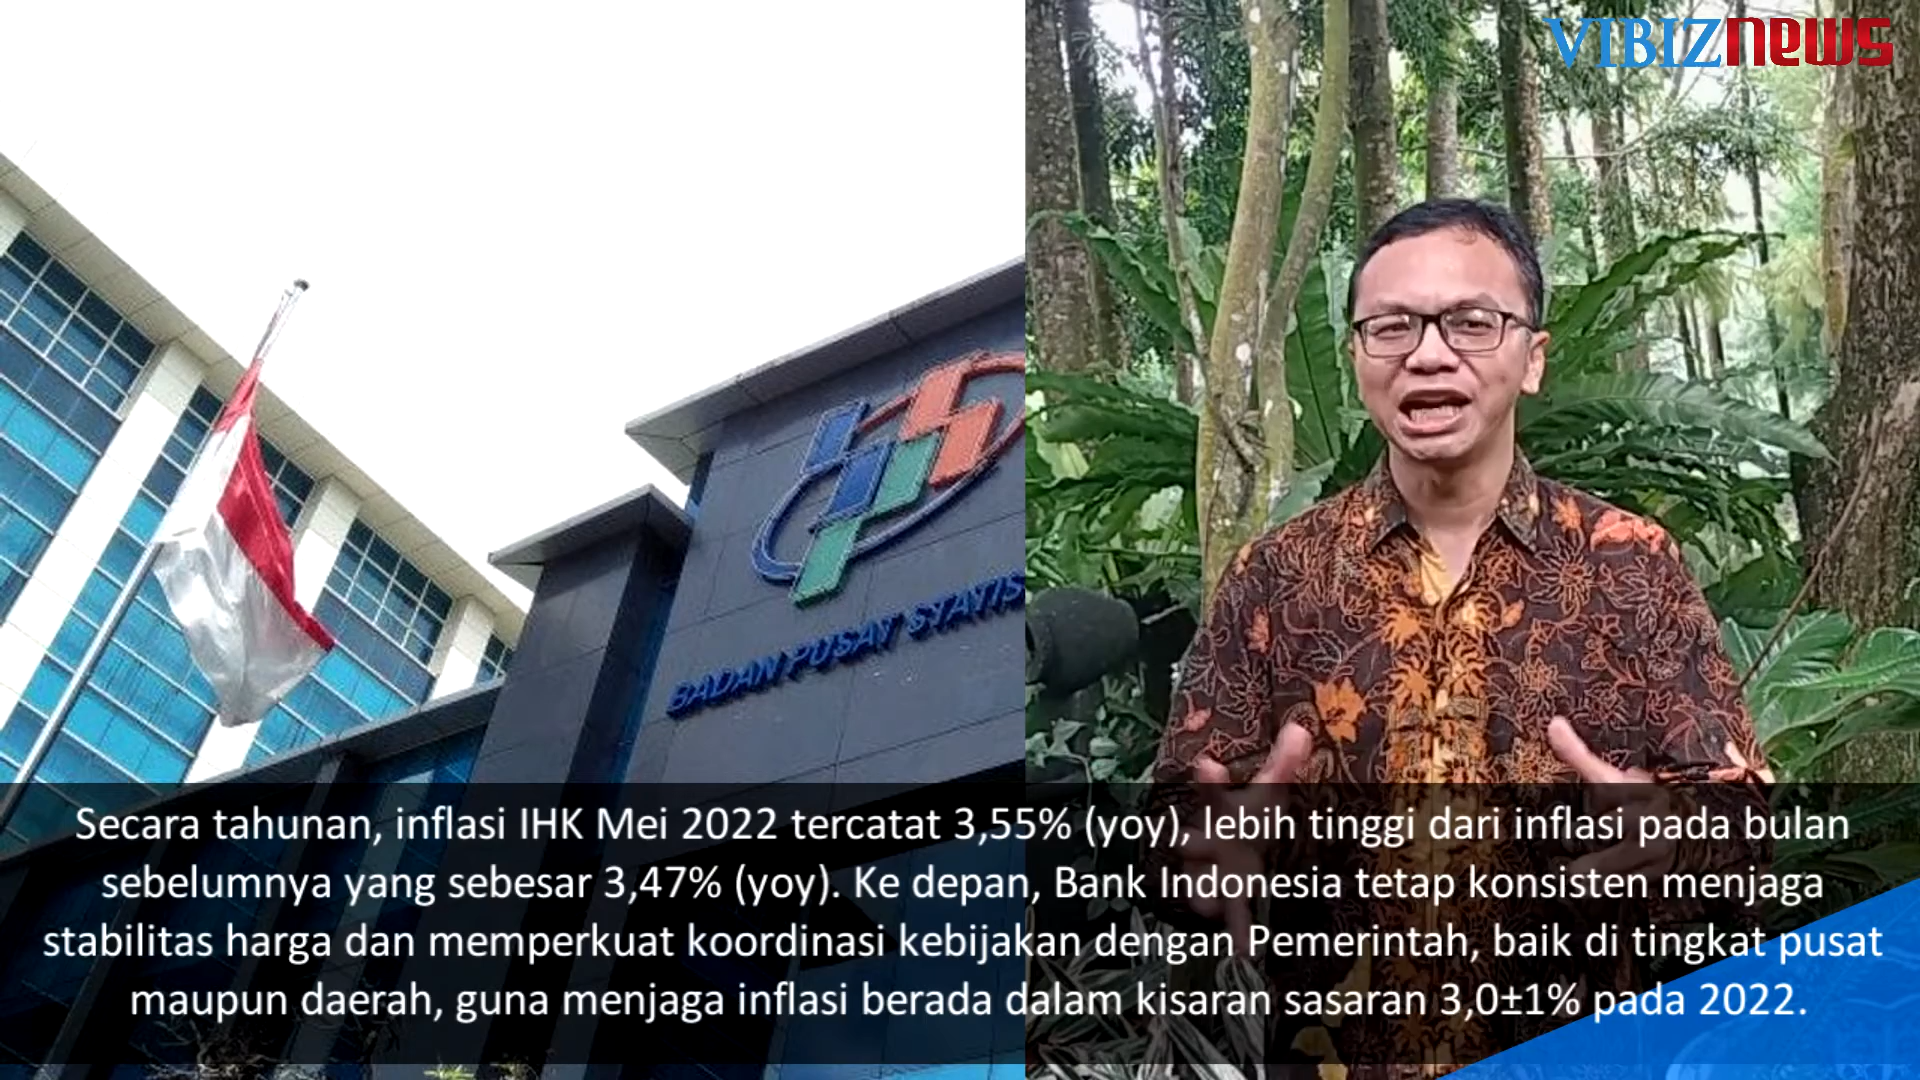 VIBIZnews
BADAN PUSAT STATIS
Secara tahunan, inflasi IHK Mei 2022 tercatat 3,55% (yoy), lebih tinggi dari inflasi pada bulan
sebelumnya yang sebesar 3,47% (yoy). Ke depan, Bank Indonesia tetap konsisten menjaga
stabilitas harga dan memperkuat koordinasi kebijakan dengan Pemerintah, baik di tingkat pusat
maupun daerah, guna menjaga inflasi berada dalam kisaran sasaran 3,0±1% pada 2022.